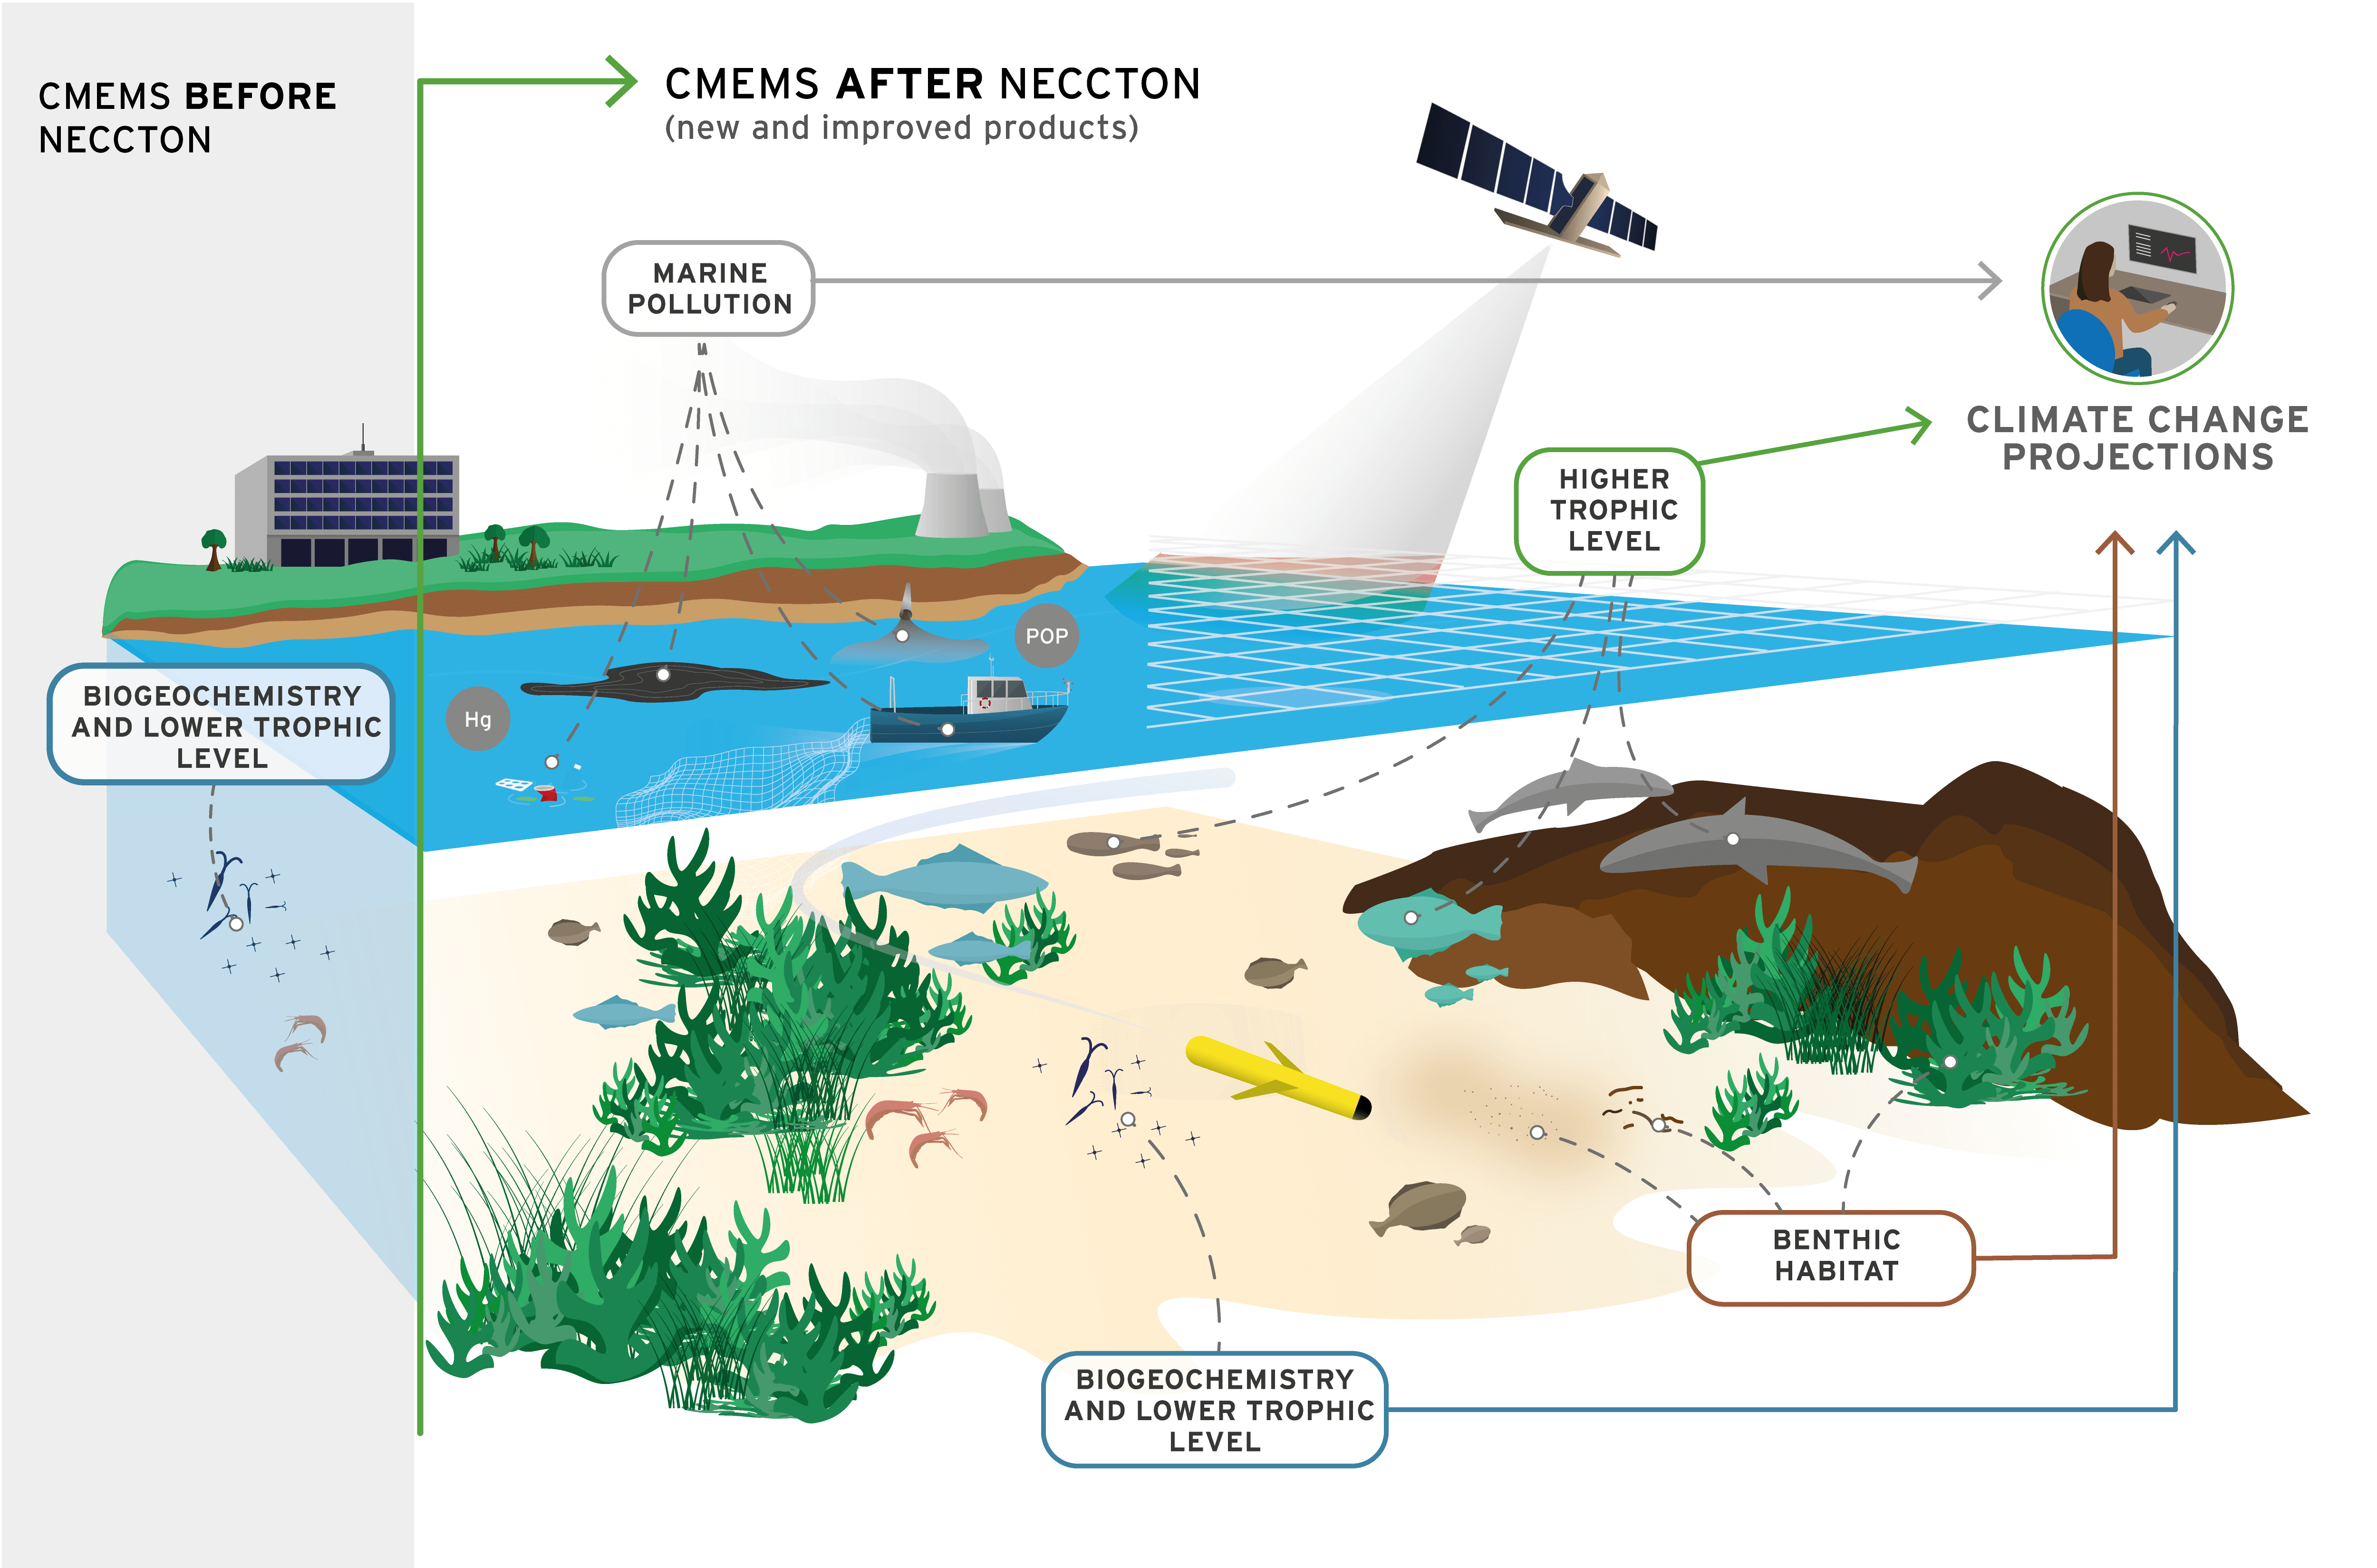 CMEMS BEFORE
NECCTON
CMEMS AFTER NECCTON
(new and improved products)
MARINE
POLLUTION
CLIMATE CHANGE
PROJECTIONS
HIGHER
TROPHIC
LEVEL
POP
Hg
BIOGEOCHEMISTRY
AND LOWER TROPHIC
LEVEL
BENTHIC
HABITAT
BIOGEOCHEMISTRY
AND LOWER TROPHIC
LEVEL